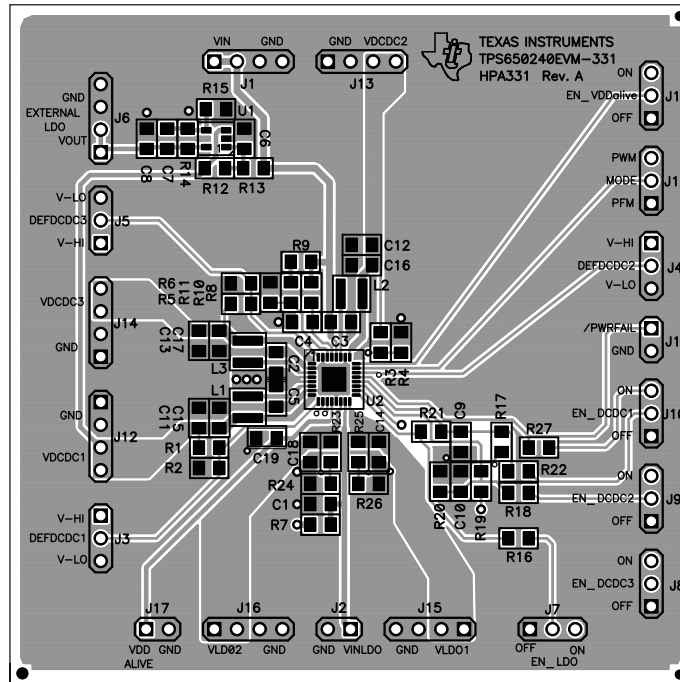 VIN
GND
J1
GND
VDCDC2
J13
TEXAS INSTRUMENTS
TPS650240EVM-331
HPA331 Rev. A
ON
EN_VDDalive
OFF
J1
GND
EXTERNAL
LDO
VOUT
J6
R15
U1
C8
C7
R14
C6
R12
R13
PWM
MODE
PFM
J1
V-LO
DEFDCDC3
V-HI
J5
V-HI
DEFDCDC2
V-LO
J4
R9
C12
C16
L2
R6
R5
R11
R10
R8
C4
C3
VDCDC3
GND
J14
C13
C17
L3
L1
C2
C5
U2
R3
R4
/PWRFAIL
GND
J1
GND
VDCDC1
J12
C11
C15
R1
R2
C19
R23
R25
C14
C18
R24
C1
R7
R26
R21
C9
R17
R27
R22
R18
R20
C10
R19
R16
ON
EN_DCDC1
OFF
J10
ON
EN_DCDC2
OFF
J9
V-HI
DEFDCDC1
V-LO
J3
ON
EN_DCDC3
OFF
J8
J17
VDD
ALIVE
GND
J16
VLDO2
GND
J2
GND
VINLDO
J15
GND
VLDO1
J7
OFF
ON
EN_LDO